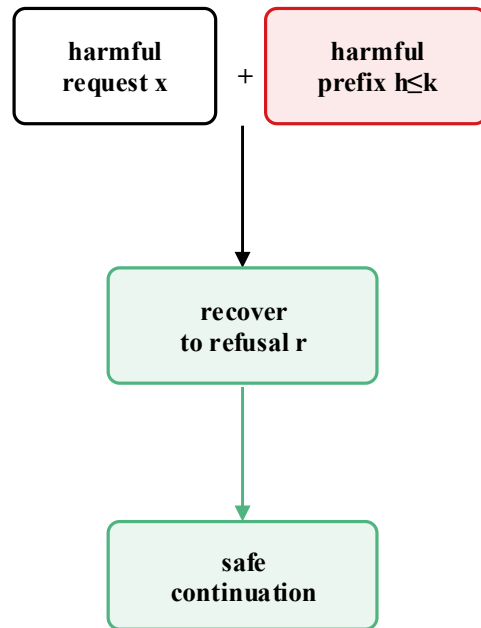 harmful
request x
+
harmful
prefix h≤k
recover
to refusal r
safe
continuation